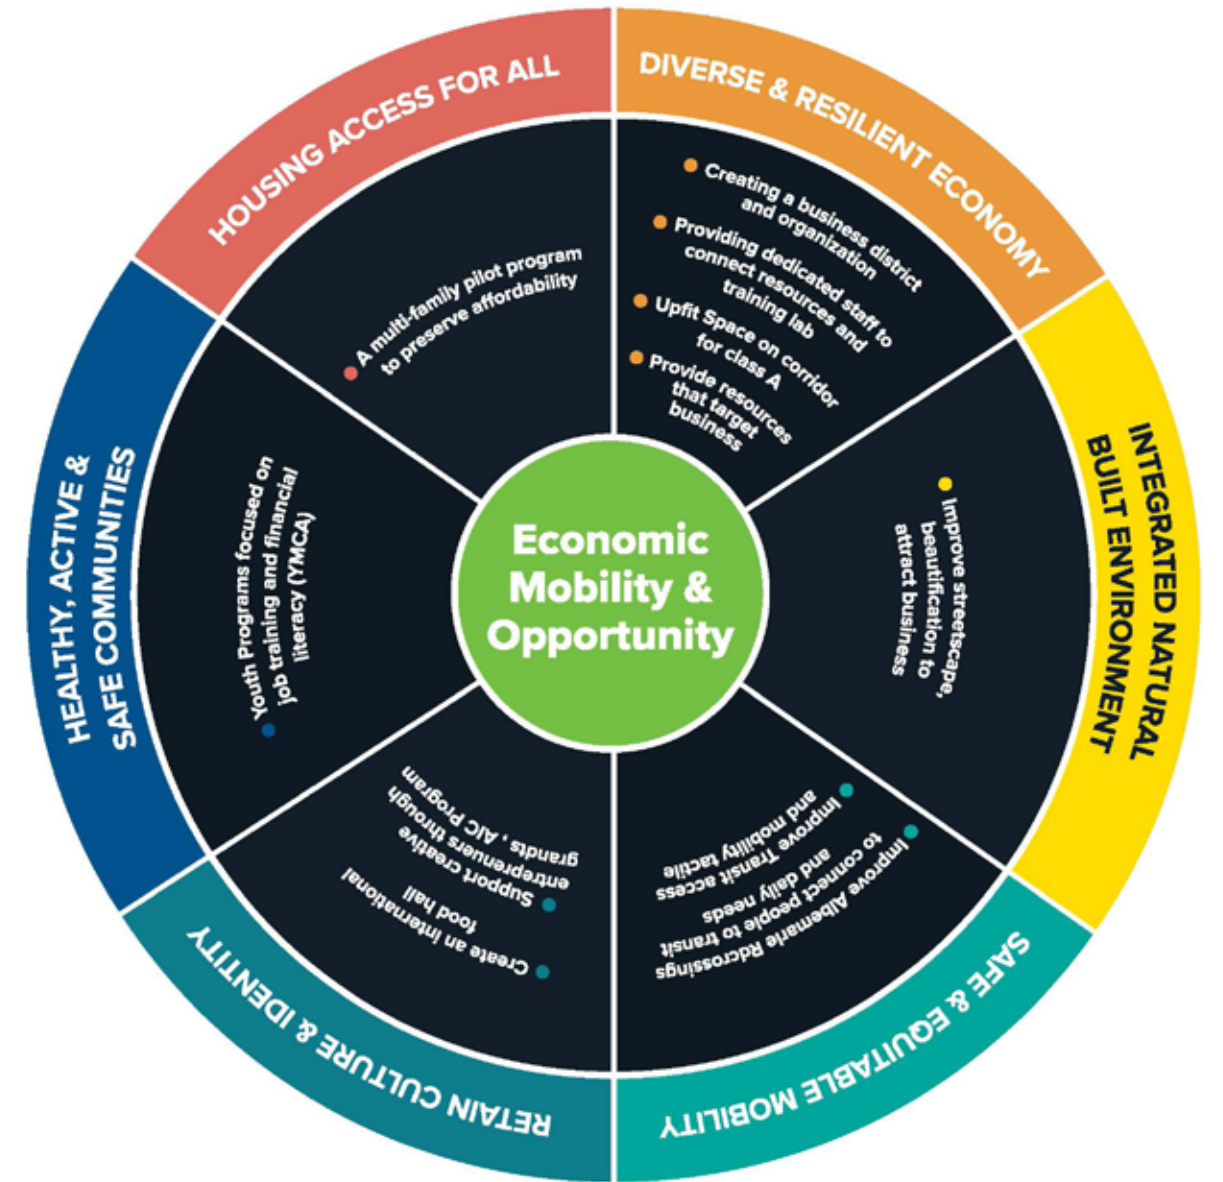 HOUSING ACCESS FOR ALL
A multi-family pilot program
to preserve affordability
DIVERSE & RESILIENT ECONOMY
Creating a business district
and organization
Providing dedicated staff to
connect resources and
training lab
Upfit Space on corridor
for class A
Provide resources
that target
business
INTEGRATED NATURAL
BUILT ENVIRONMENT
Improve streetscape,
beautification to
attract business
SAFE & EQUITABLE MOBILITY
Improve Albemarle Rdcrossings
to connect people to transit
and daily needs
Improve Transit access
and mobility tactile
RETAIN CULTURE & IDENTITY
Create an International
food hall
Support creative
entreprenuers through
grandts , AIC Program
HEALTHY, ACTIVE &
SAFE COMMUNITIES
Youth Programs focused on
job training and financial
literacy (YMCA)
Economic
Mobility &
Opportunity